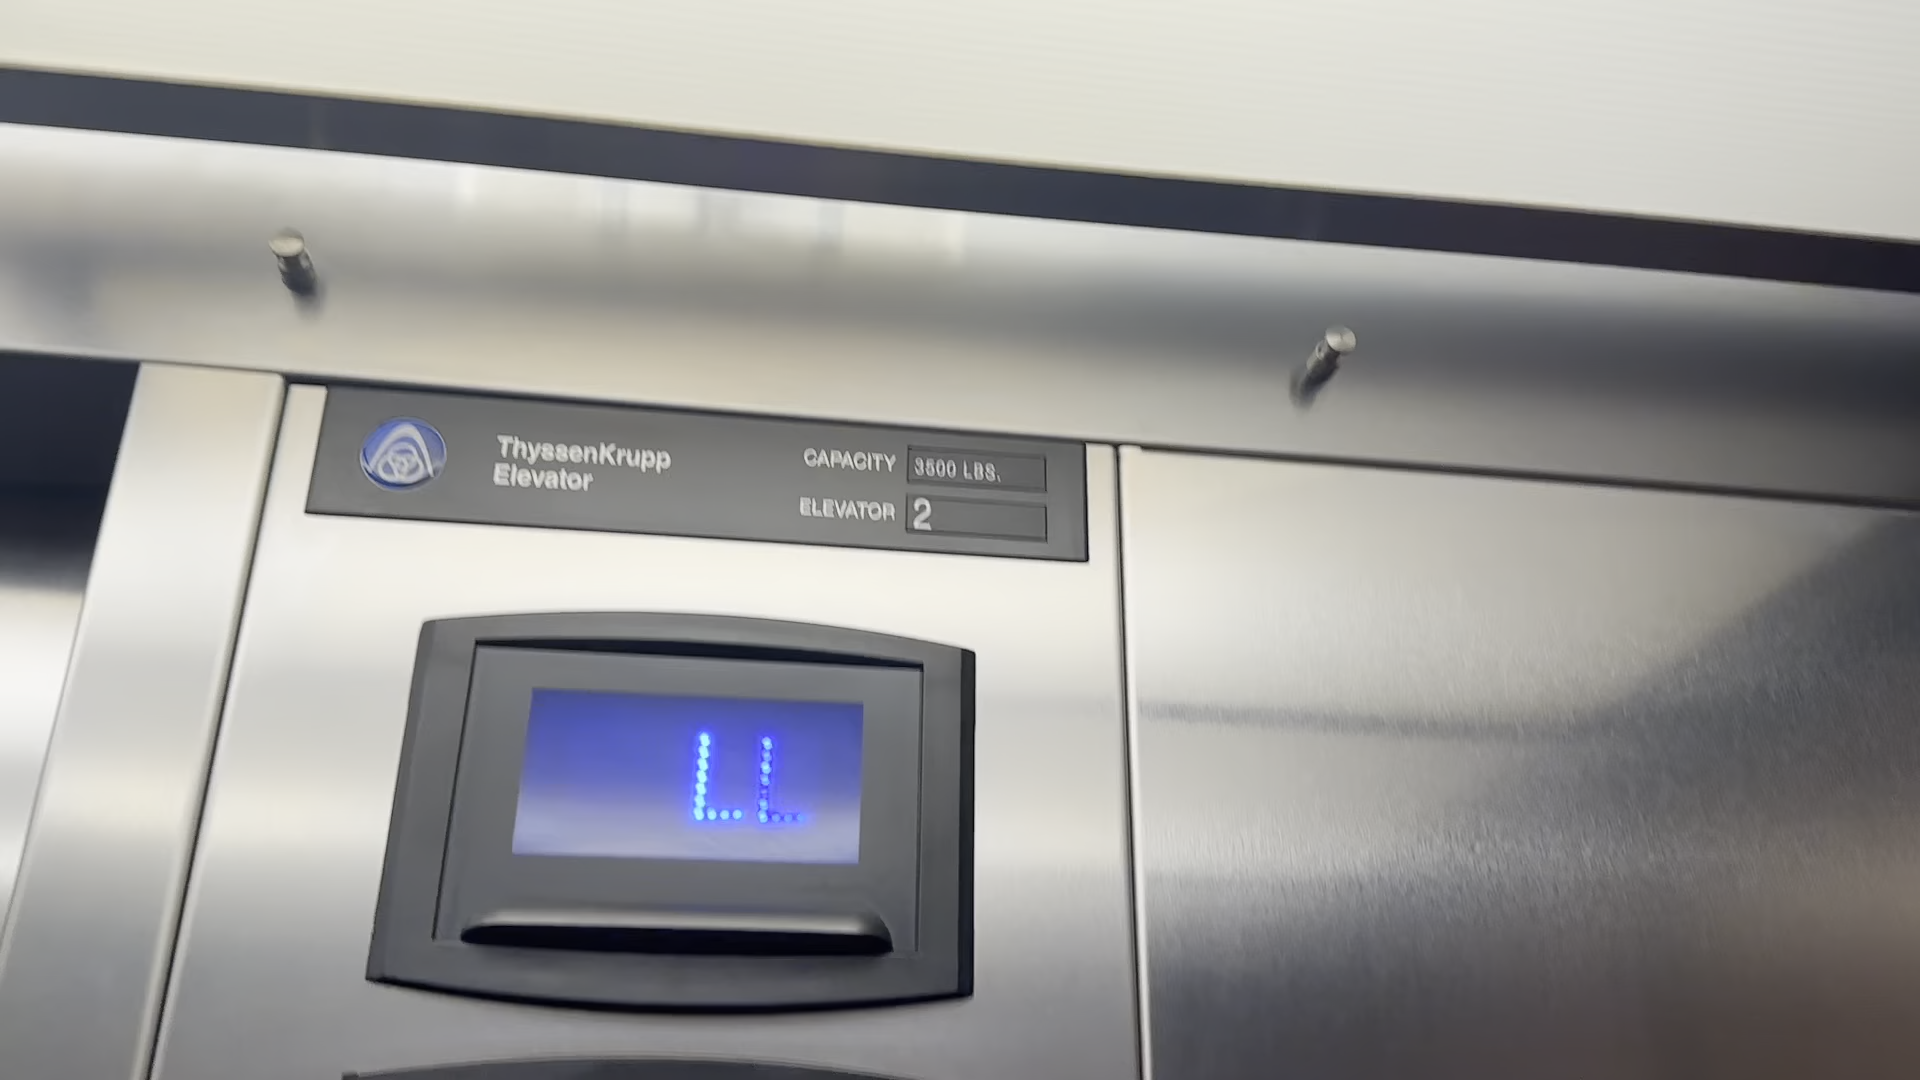 ThyssenKrupp
Elevator
CAPACITY 3500 LBS.
ELEVATOR 2
LL